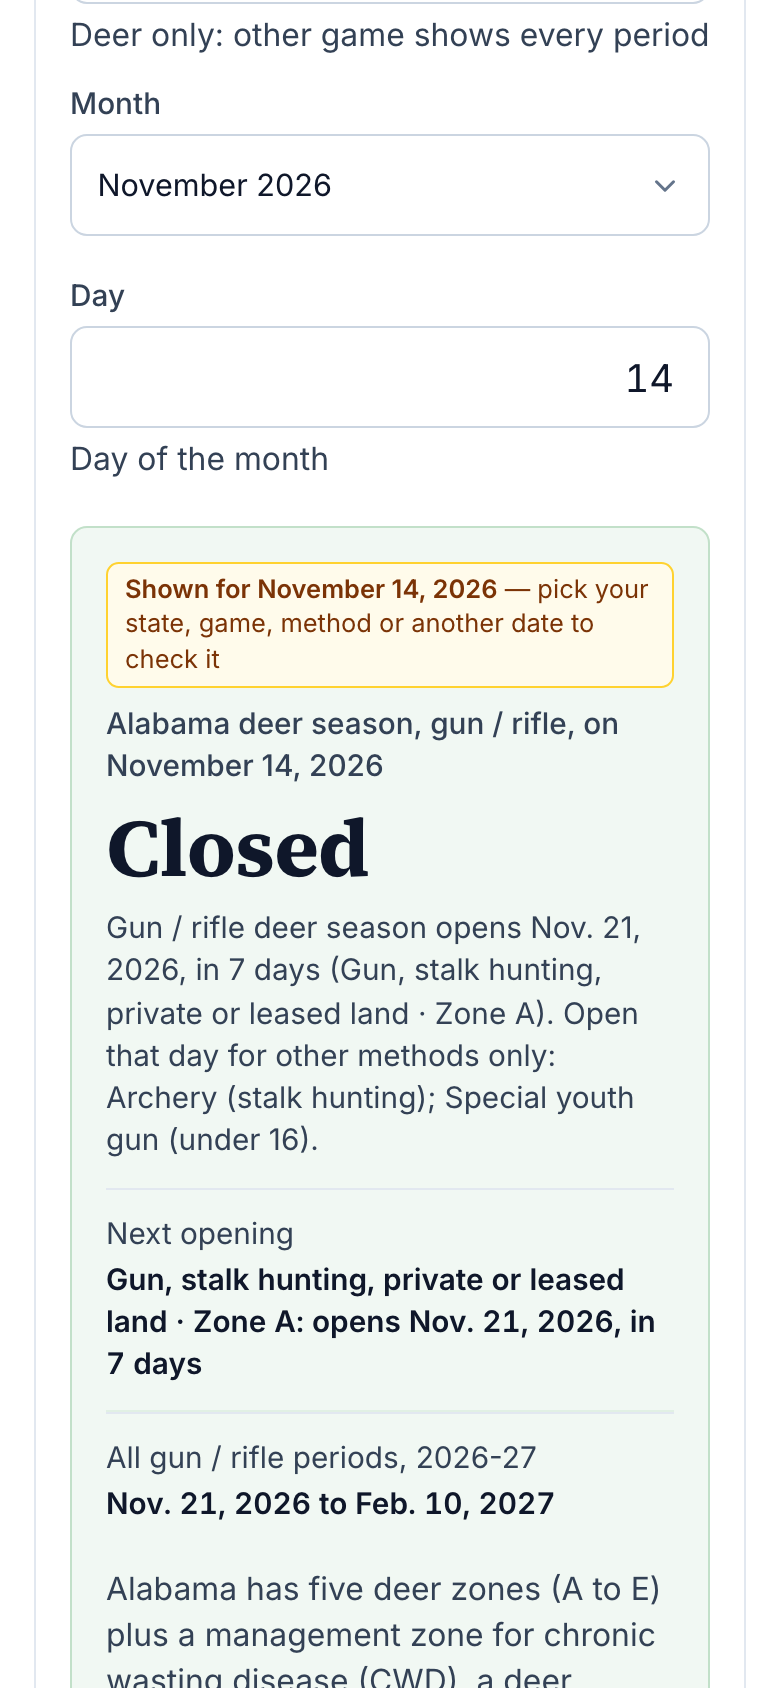 Deer only: other game shows every period
Month
November 2026
Day
14
Day of the month
Shown for November 14, 2026 — pick your
state, game, method or another date to
check it
Alabama deer season, gun / rifle, on
November 14, 2026
Closed
Gun / rifle deer season opens Nov. 21,
2026, in 7 days (Gun, stalk hunting,
private or leased land · Zone A). Open
that day for other methods only:
Archery (stalk hunting); Special youth
gun (under 16).
Next opening
Gun, stalk hunting, private or leased
land · Zone A: opens Nov. 21, 2026, in
7 days
All gun / rifle periods, 2026-27
Nov. 21, 2026 to Feb. 10, 2027
Alabama has five deer zones (A to E)
plus a management zone for chronic
wasting disease (CWD), a deer